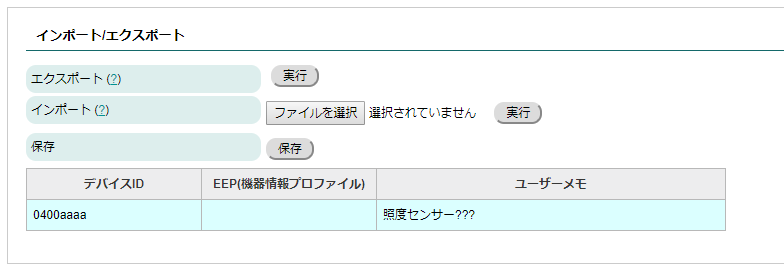 インポート/エクスポート
エクスポート (?) 実行
インポート (?) ファイルを選択 選択されていません 実行
保存 保存
デバイスID EEP(機器情報プロファイル) ユーザーメモ
0400aaaa 照度センサー???